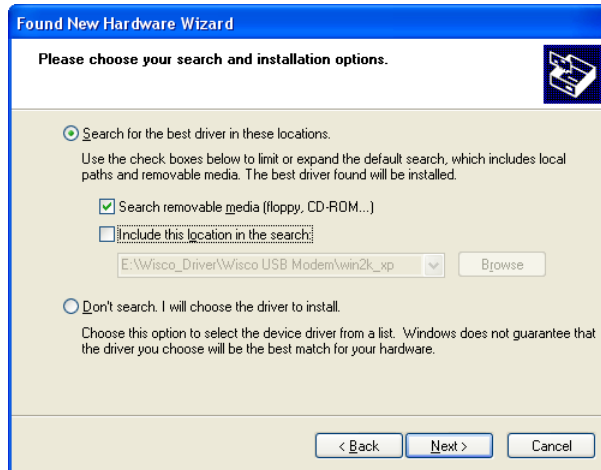 Found New Hardware Wizard
Please choose your search and installation options.
Search for the best driver in these locations.
Use the check boxes below to limit or expand the default search, which includes local
paths and removable media. The best driver found will be installed.
Search removable media (floppy, CD-ROM...)
Include this location in the search:
E:\Wisco_Driver\Wisco USB Modem\win2k_xp
Browse
Don't search. I will choose the driver to install.
Choose this option to select the device driver from a list. Windows does not guarantee that
the driver you choose will be the best match for your hardware.
< Back Next > Cancel